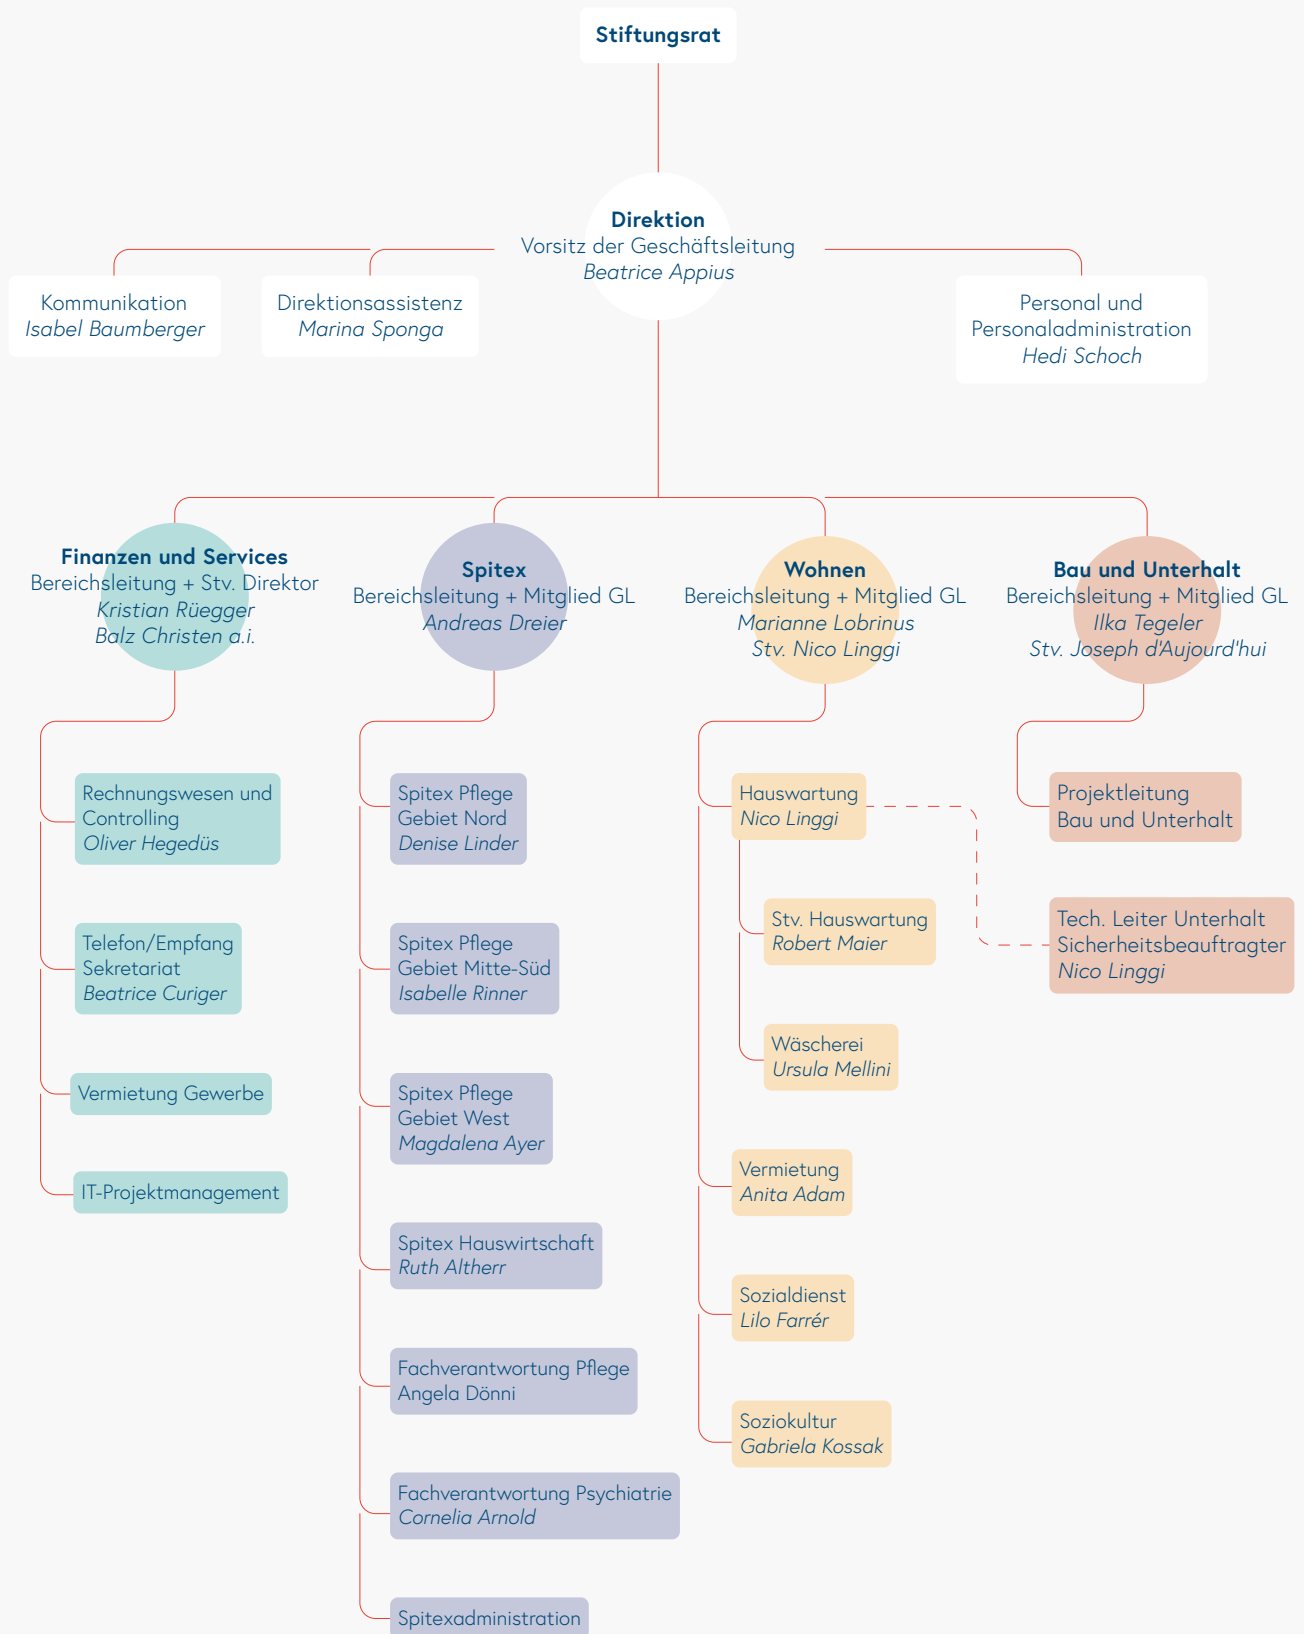 Stiftungsrat
Direktion
Vorsitz der Geschäftsleitung
Beatrice Appius
Kommunikation
Isabel Baumberger
Direktionsassistenz
Marina Sponga
Personal und
Personaladministration
Hedi Schoch
Finanzen und Services
Bereichsleitung + Stv. Direktor
Kristian Rüegger
Balz Christen a.i.
Spitex
Bereichsleitung + Mitglied GL
Andreas Dreier
Wohnen
Bereichsleitung + Mitglied GL
Marianne Lobrinus
Stv. Nico Linggi
Bau und Unterhalt
Bereichsleitung + Mitglied GL
Ilka Tegeler
Stv. Joseph d'Aujourd'hui
Rechnungswesen und
Controlling
Oliver Hegedüs
Telefon/Empfang
Sekretariat
Beatrice Curiger
Vermietung Gewerbe
IT-Projektmanagement
Spitex Pflege
Gebiet Nord
Denise Linder
Spitex Pflege
Gebiet Mitte-Süd
Isabelle Rinner
Spitex Pflege
Gebiet West
Magdalena Ayer
Spitex Hauswirtschaft
Ruth Altherr
Fachverantwortung Pflege
Angela Dönni
Fachverantwortung Psychiatrie
Cornelia Arnold
Spitexadministration
Hauswartung
Nico Linggi
Stv. Hauswartung
Robert Maier
Wäscherei
Ursula Mellini
Vermietung
Anita Adam
Sozialdienst
Lilo Farrér
Soziokultur
Gabriela Kossak
Projektleitung
Bau und Unterhalt
Tech. Leiter Unterhalt
Sicherheitsbeauftragter
Nico Linggi